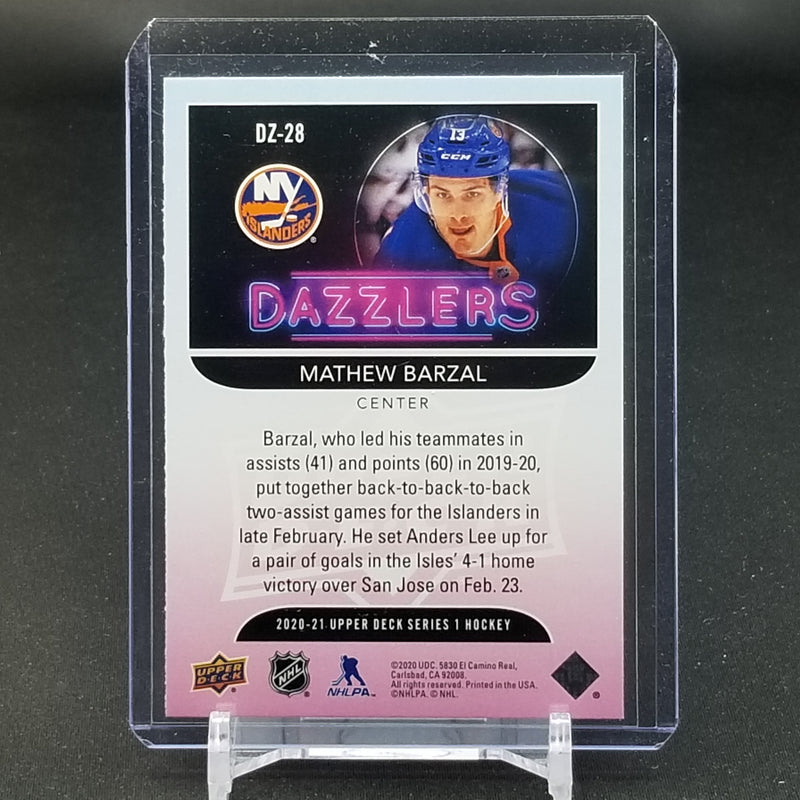 DZ-28
13
CCM
NY
ISLANDERS
DAZZLERS
MATHEW BARZAL
CENTER
Barzal, who led his teammates in
assists (41) and points (60) in 2019-20,
put together back-to-back-to-back
two-assist games for the Islanders in
late February. He set Anders Lee up for
a pair of goals in the Isles' 4-1 home
victory over San Jose on Feb. 23.
2020-21 UPPER DECK SERIES 1 HOCKEY
UPPER DECK
NHL
NHLPA
©2020 UDC, 5830 El Camino Real,
Carlsbad, CA 92008.
All rights reserved. Printed in the USA.
©NHLPA. © NHL.